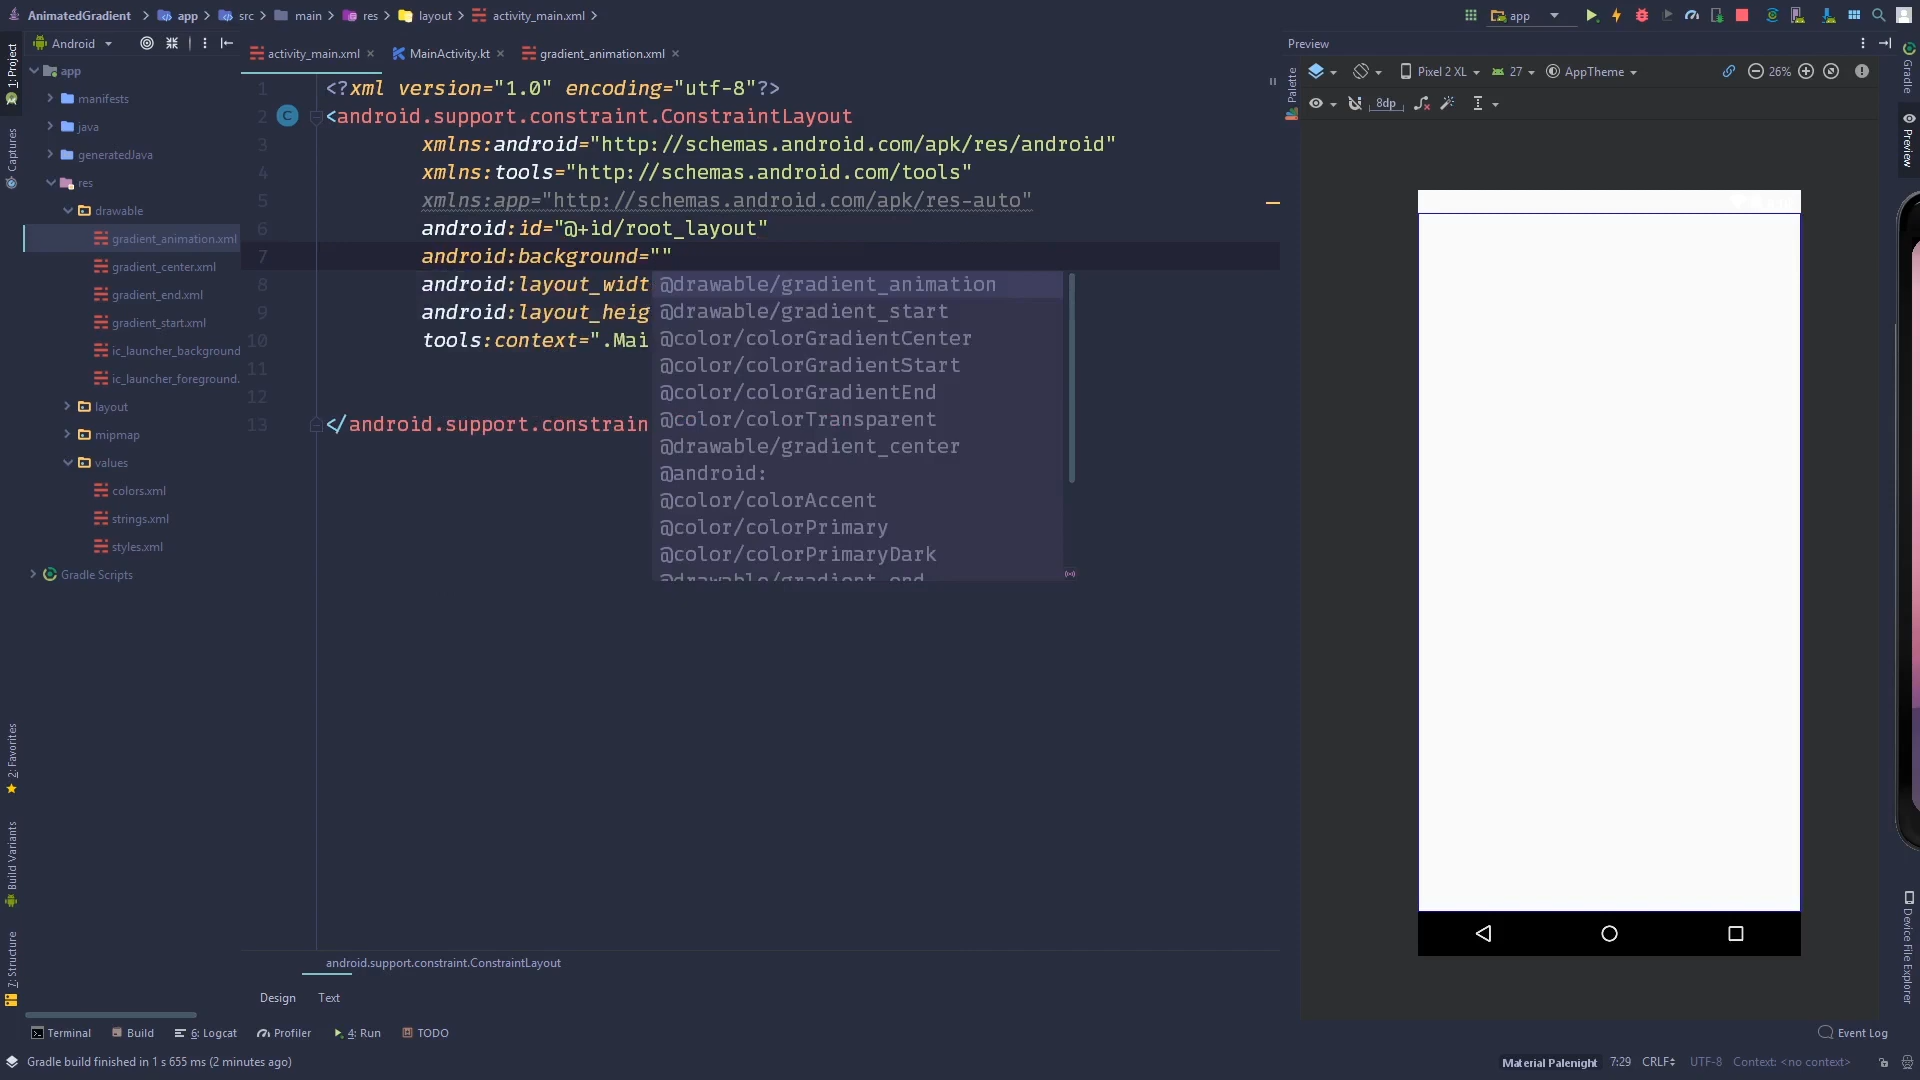 AnimatedGradient > app > src > main > res > layout > activity_main.xml >
app
Android
activity_main.xml × MainActivity.kt × gradient_animation.xml ×
Preview
1: Project
Captures
2: Favorites
Build Variants
7: Structure
app
manifests
java
generatedJava
res
drawable
gradient_animation.xml
gradient_center.xml
gradient_end.xml
gradient_start.xml
ic_launcher_background
ic_launcher_foreground.
layout
mipmap
values
colors.xml
strings.xml
styles.xml
Gradle Scripts
1 <?xml version="1.0" encoding="utf-8"?>
2 <android.support.constraint.ConstraintLayout
3 xmlns:android="http://schemas.android.com/apk/res/android"
4 xmlns:tools="http://schemas.android.com/tools"
5 xmlns:app="http://schemas.android.com/apk/res-auto"
6 android:id="@+id/root_layout"
7 android:background=""
8 android:layout_widt
9 android:layout_heig
10 tools:context=".Mai
11
12
13 </android.support.constrain
@drawable/gradient_animation
@drawable/gradient_start
@color/colorGradientCenter
@color/colorGradientStart
@color/colorGradientEnd
@color/colorTransparent
@drawable/gradient_center
@android:
@color/colorAccent
@color/colorPrimary
@color/colorPrimaryDark
@drawable/gradient_end
Palette
Pixel 2 XL
27
AppTheme
26%
8dp
Gradle
Preview
Device File Explorer
android.support.constraint.ConstraintLayout
Design Text
Terminal Build 6: Logcat Profiler 4: Run TODO
Event Log
Gradle build finished in 1 s 655 ms (2 minutes ago)
Material Palenight 7:29 CRLF UTF-8 Context: <no context>